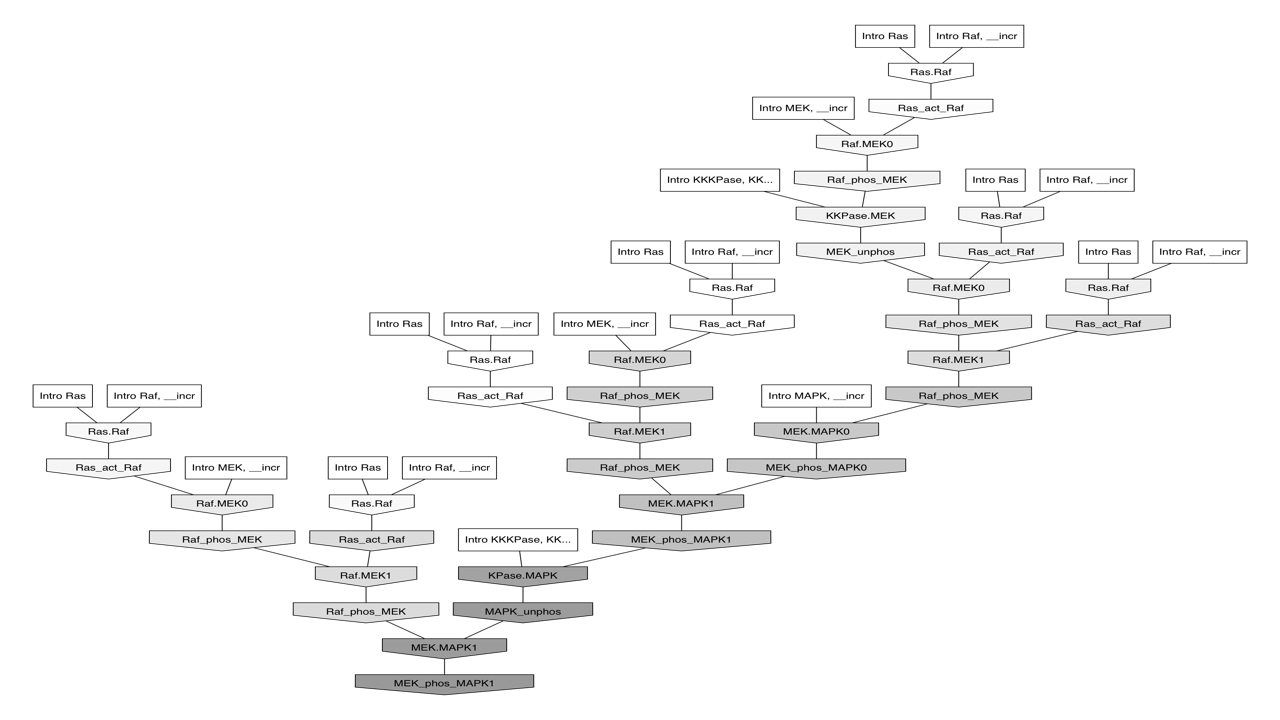 Intro Ras
Intro Raf, __incr
Ras.Raf
Intro MEK, __incr
Ras_act_Raf
Raf.MEK0
Intro KKKPase, KK...
Raf_phos_MEK
Intro Ras
Intro Raf, __incr
KKPase.MEK
Ras.Raf
Intro Ras
Intro Raf, __incr
MEK_unphos
Ras_act_Raf
Intro Ras
Intro Raf, __incr
Ras.Raf
Raf.MEK0
Ras.Raf
Intro Ras
Intro Raf, __incr
Intro MEK, __incr
Ras_act_Raf
Raf_phos_MEK
Ras_act_Raf
Ras.Raf
Raf.MEK0
Raf.MEK1
Intro Ras
Intro Raf, __incr
Ras_act_Raf
Raf_phos_MEK
Intro MAPK, __incr
Raf_phos_MEK
Ras.Raf
Raf.MEK1
MEK.MAPK0
Ras_act_Raf
Intro MEK, __incr
Intro Ras
Intro Raf, __incr
Raf_phos_MEK
MEK_phos_MAPK0
Raf.MEK0
Ras.Raf
MEK.MAPK1
Raf_phos_MEK
Ras_act_Raf
Intro KKKPase, KK...
MEK_phos_MAPK1
Raf.MEK1
KPase.MAPK
Raf_phos_MEK
MAPK_unphos
MEK.MAPK1
MEK_phos_MAPK1